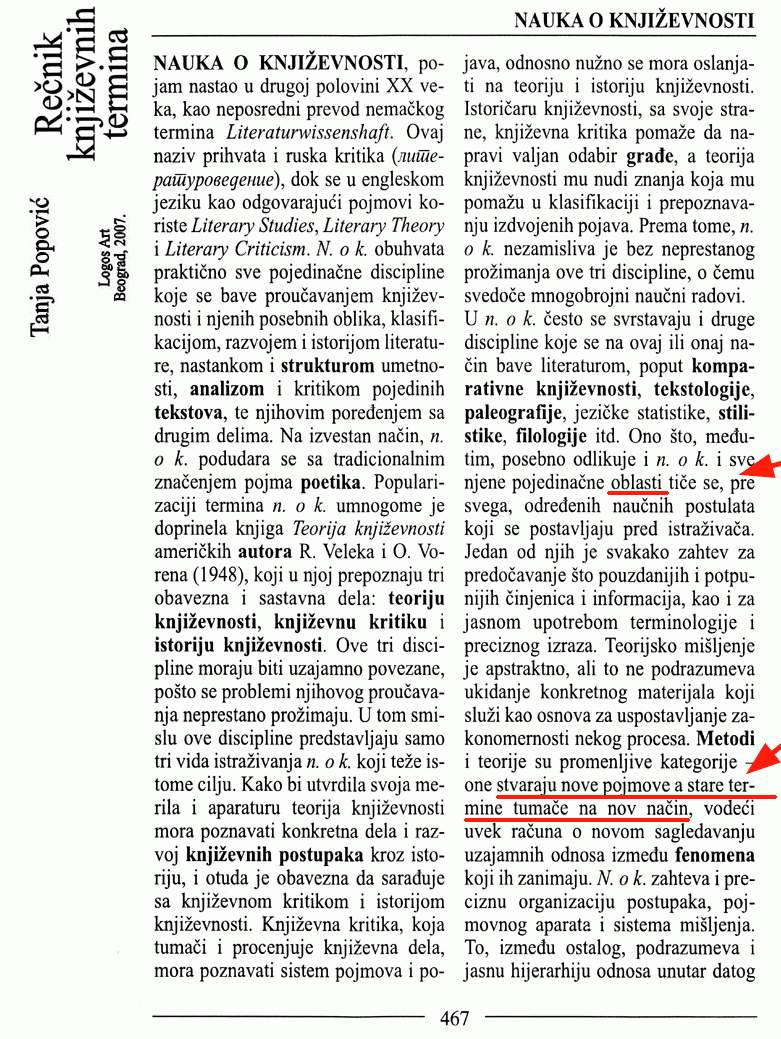 Rečnik
književnih
termina
Tanja Popović
Logos Art
Beograd, 2007.
NAUKA O KNJIŽEVNOSTI
NAUKA O KNJIŽEVNOSTI, po-
jam nastao u drugoj polovini XX ve-
ka, kao neposredni prevod nemačkog
termina Literaturwissenshaft. Ovaj
naziv prihvata i ruska kritika (лите-
ратуроведение), dok se u engleskom
jeziku kao odgovarajući pojmovi ko-
riste Literary Studies, Literary Theory
i Literary Criticism. N. o k. obuhvata
praktično sve pojedinačne discipline
koje se bave proučavanjem književ-
nosti i njenih posebnih oblika, klasifi-
kacijom, razvojem i istorijom literatu-
re, nastankom i strukturom umetno-
sti, analizom i kritikom pojedinih
tekstova, te njihovim poređenjem sa
drugim delima. Na izvestan način, n.
o k. podudara se sa tradicionalnim
značenjem pojma poetika. Populari-
zaciji termina n. o k. umnogome je
doprinela knjiga Teorija književnosti
američkih autora R. Veleka i O. Vo-
rena (1948), koji u njoj prepoznaju tri
obavezna i sastavna dela: teoriju
književnosti, književnu kritiku i
istoriju književnosti. Ove tri disci-
pline moraju biti uzajamno povezane,
pošto se problemi njihovog proučava-
nja neprestano prožimaju. U tom smi-
slu ove discipline predstavljaju samo
tri vida istraživanja n. o k. koji teže is-
tome cilju. Kako bi utvrdila svoja me-
rila i aparaturu teorija književnosti
mora poznavati konkretna dela i raz-
voj književnih postupaka kroz isto-
riju, i otuda je obavezna da sarađuje
sa književnom kritikom i istorijom
književnosti. Književna kritika, koja
tumači i procenjuje književna dela,
mora poznavati sistem pojmova i po-
java, odnosno nužno se mora oslanja-
ti na teoriju i istoriju književnosti.
Istoričaru književnosti, sa svoje stra-
ne, književna kritika pomaže da na-
pravi valjan odabir građe, a teorija
književnosti mu nudi znanja koja mu
pomažu u klasifikaciji i prepoznava-
nju izdvojenih pojava. Prema tome, n.
o k. nezamisliva je bez neprestanog
prožimanja ove tri discipline, o čemu
svedoče mnogobrojni naučni radovi.
U n. o k. često se svrstavaju i druge
discipline koje se na ovaj ili onaj na-
čin bave literaturom, poput kompa-
rativne književnosti, tekstologije,
paleografije, jezičke statistike, stili-
stike, filologije itd. Ono što, među-
tim, posebno odlikuje i n. o k. i sve
njene pojedinačne oblasti tiče se, pre
svega, određenih naučnih postulata
koji se postavljaju pred istraživača.
Jedan od njih je svakako zahtev za
predočavanje što pouzdanijih i potpu-
nijih činjenica i informacija, kao i za
jasnom upotrebom terminologije i
preciznog izraza. Teorijsko mišljenje
je apstraktno, ali to ne podrazumeva
ukidanje konkretnog materijala koji
služi kao osnova za uspostavljanje za-
konomernosti nekog procesa. Metodi
i teorije su promenljive kategorije –
one stvaraju nove pojmove a stare ter-
mine tumače na nov način, vodeći
uvek računa o novom sagledavanju
uzajamnih odnosa između fenomena
koji ih zanimaju. N. o k. zahteva i pre-
ciznu organizaciju postupaka, poj-
movnog aparata i sistema mišljenja.
To, između ostalog, podrazumeva i
jasnu hijerarhiju odnosa unutar datog
467